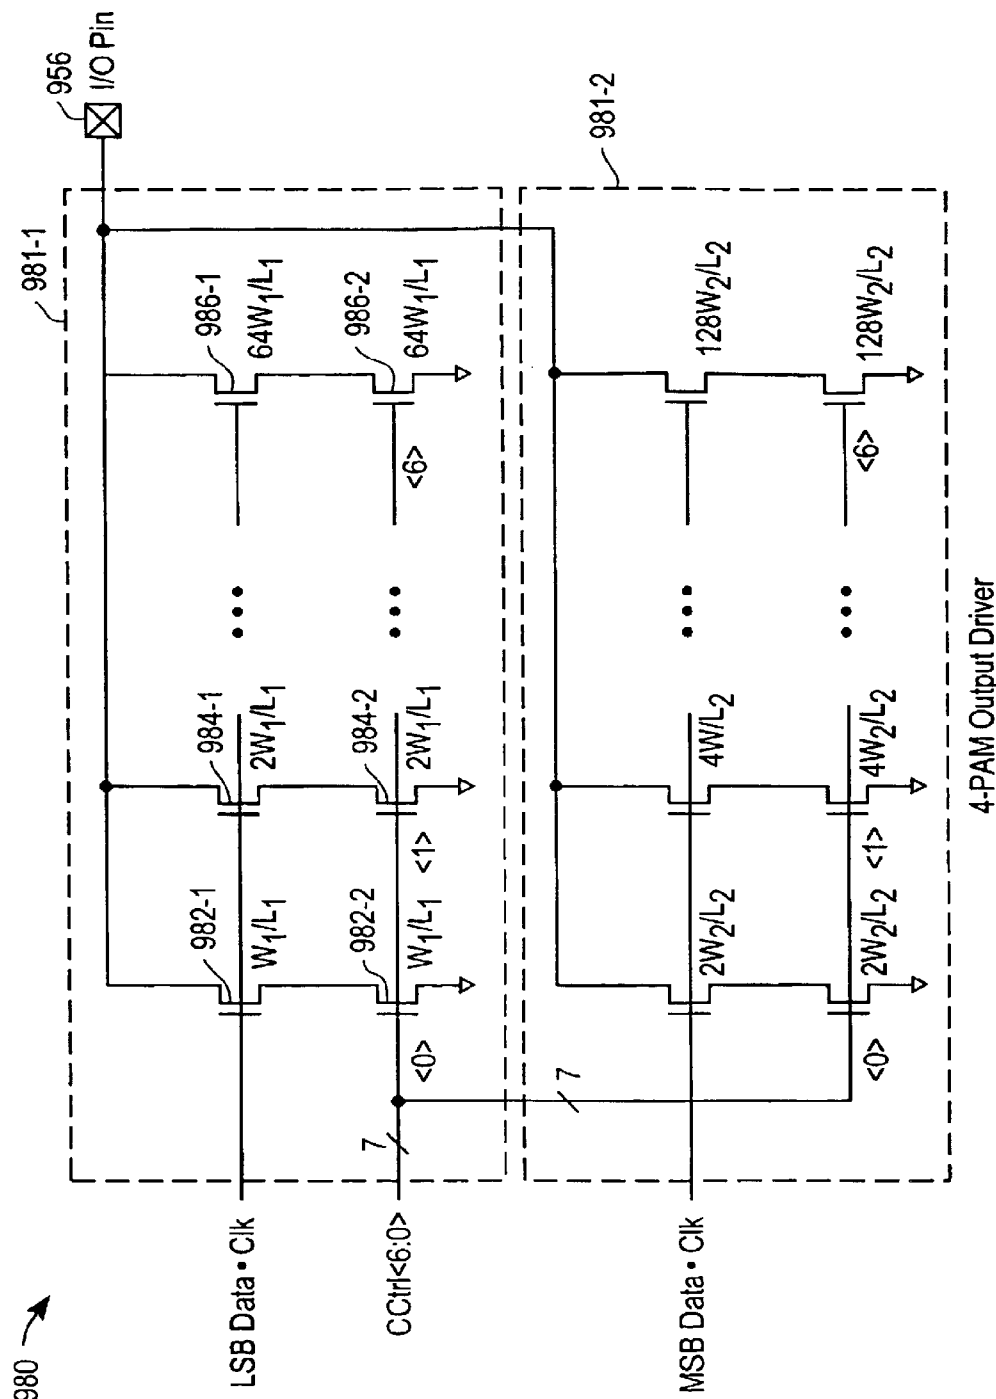 980
981-1
956
I/O Pin
982-1
984-1
986-1
W1/L1
2W1/L1
64W1/L1
LSB Data • Clk
982-2
984-2
986-2
W1/L1
2W1/L1
64W1/L1
CCtrl<6:0>
7
<0>
<1>
<6>
7
981-2
2W2/L2
4W/L2
128W2/L2
MSB Data • Clk
2W2/L2
4W2/L2
128W2/L2
<0>
<1>
<6>
4-PAM Output Driver